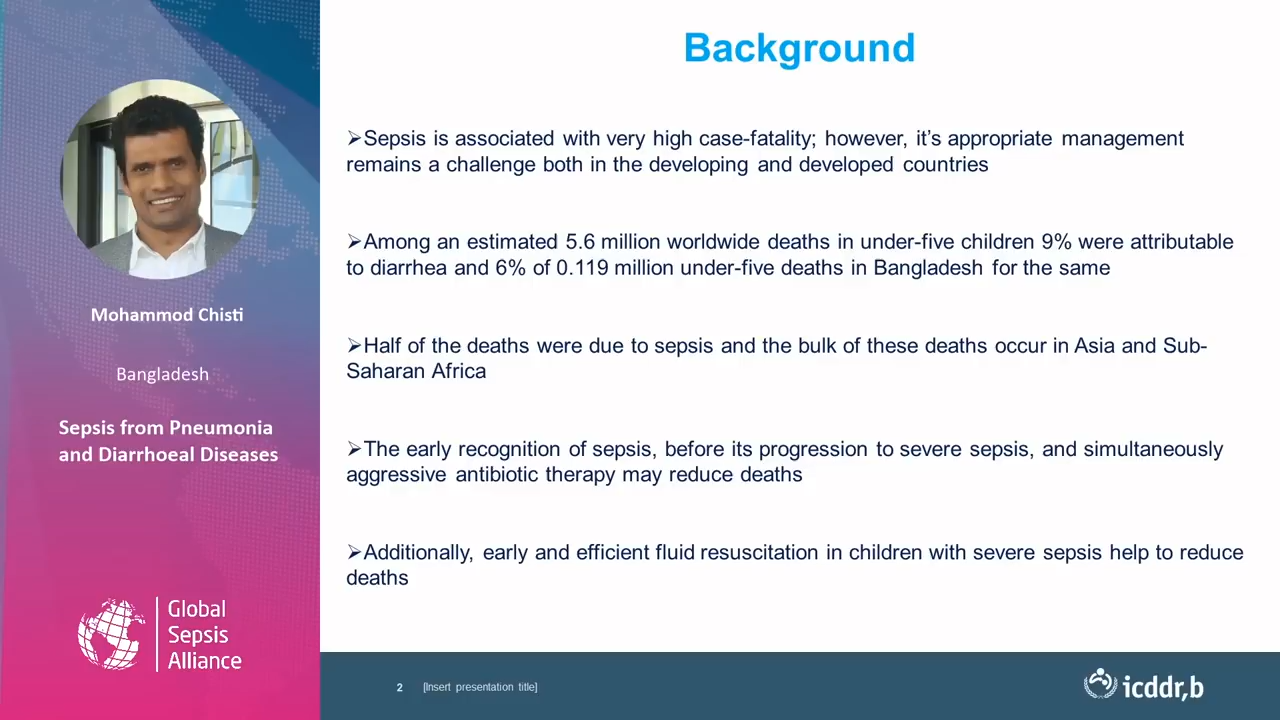 Background
➢Sepsis is associated with very high case-fatality; however, it's appropriate management
remains a challenge both in the developing and developed countries
➢Among an estimated 5.6 million worldwide deaths in under-five children 9% were attributable
to diarrhea and 6% of 0.119 million under-five deaths in Bangladesh for the same
➢Half of the deaths were due to sepsis and the bulk of these deaths occur in Asia and Sub-
Saharan Africa
➢The early recognition of sepsis, before its progression to severe sepsis, and simultaneously
aggressive antibiotic therapy may reduce deaths
➢Additionally, early and efficient fluid resuscitation in children with severe sepsis help to reduce
deaths
Mohammod Chisti
Bangladesh
Sepsis from Pneumonia
and Diarrhoeal Diseases
Global
Sepsis
Alliance
2 [Insert presentation title]
icddr,b